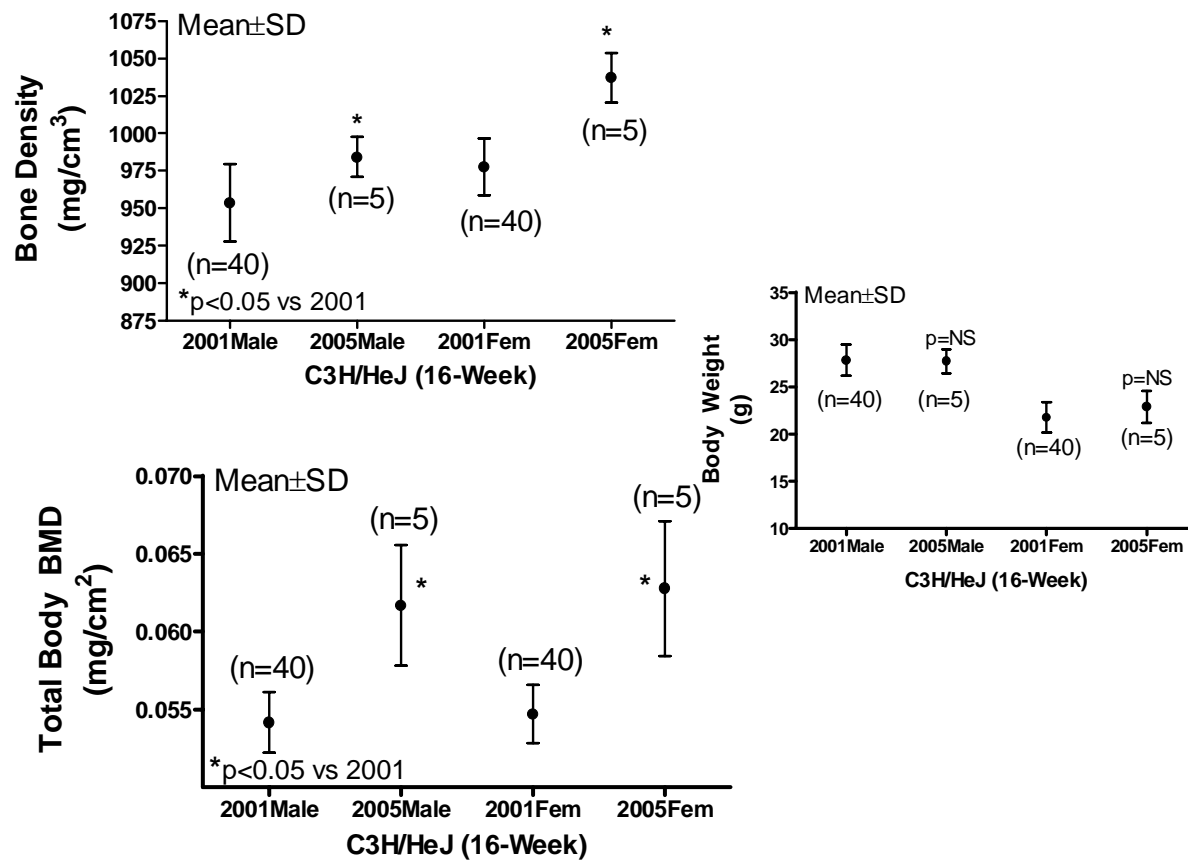 Mean±SD
Bone Density
(mg/cm³)
1075
1050
1025
1000
975
950
925
900
875
*
*
(n=40)
(n=5)
(n=40)
(n=5)
*p<0.05 vs 2001
2001Male 2005Male 2001Fem 2005Fem
C3H/HeJ (16-Week)
Mean±SD
Body Weight
(g)
35
30
25
20
15
10
p=NS
p=NS
(n=40)
(n=5)
(n=40)
(n=5)
2001Male 2005Male 2001Fem 2005Fem
C3H/HeJ (16-Week)
Mean±SD
Total Body BMD
(mg/cm²)
0.070
0.065
0.060
0.055
(n=40)
(n=5)
*
(n=40)
(n=5)
*
*p<0.05 vs 2001
2001Male 2005Male 2001Fem 2005Fem
C3H/HeJ (16-Week)